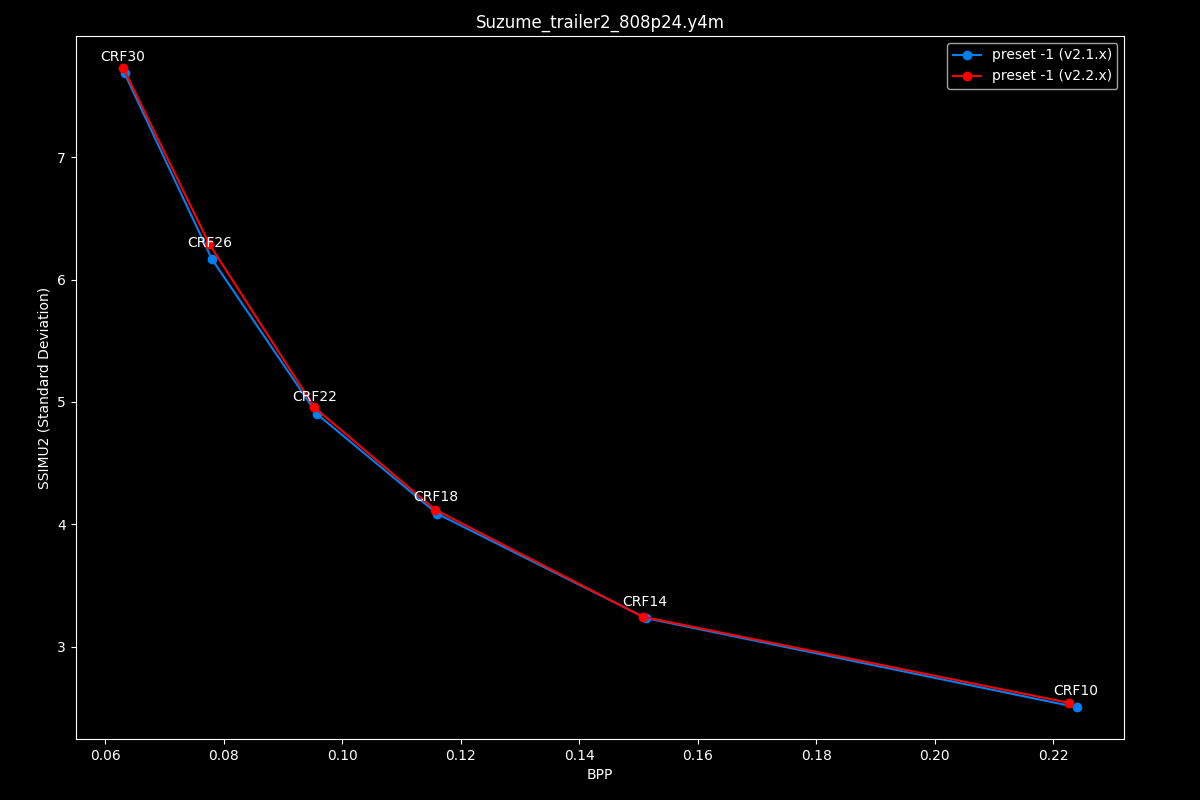 Suzume_trailer2_808p24.y4m
preset -1 (v2.1.x)
preset -1 (v2.2.x)
CRF30
CRF26
CRF22
CRF18
CRF14
CRF10
SSIMU2 (Standard Deviation)
7
6
5
4
3
0.06 0.08 0.10 0.12 0.14 0.16 0.18 0.20 0.22
BPP